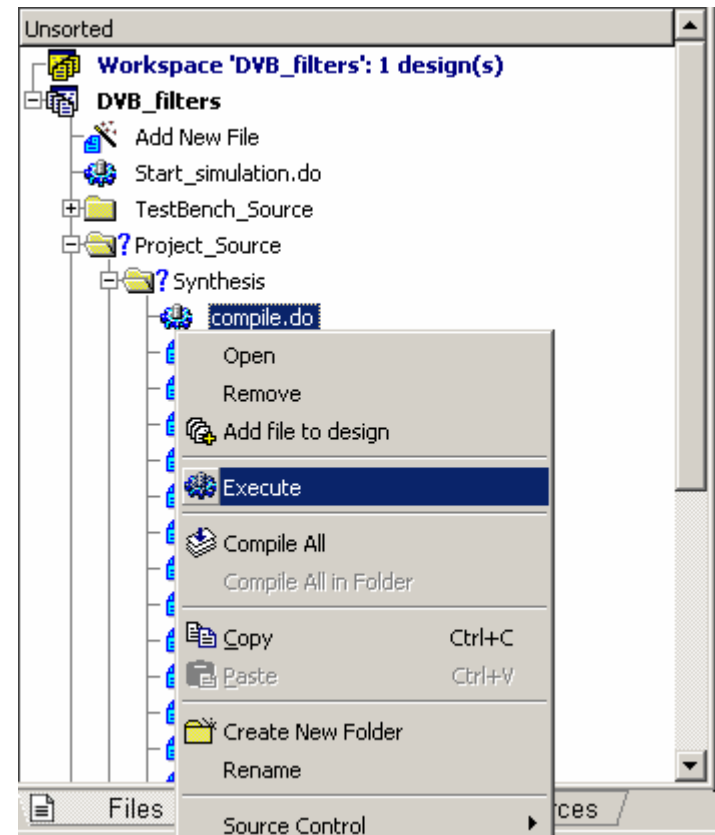 Unsorted
Workspace 'DVB_filters': 1 design(s)
DVB_filters
Add New File
Start_simulation.do
TestBench_Source
? Project_Source
? Synthesis
compile.do
Open
Remove
Add file to design
Execute
Compile All
Compile All in Folder
Copy Ctrl+C
Paste Ctrl+V
Create New Folder
Rename
Files rces
Source Control